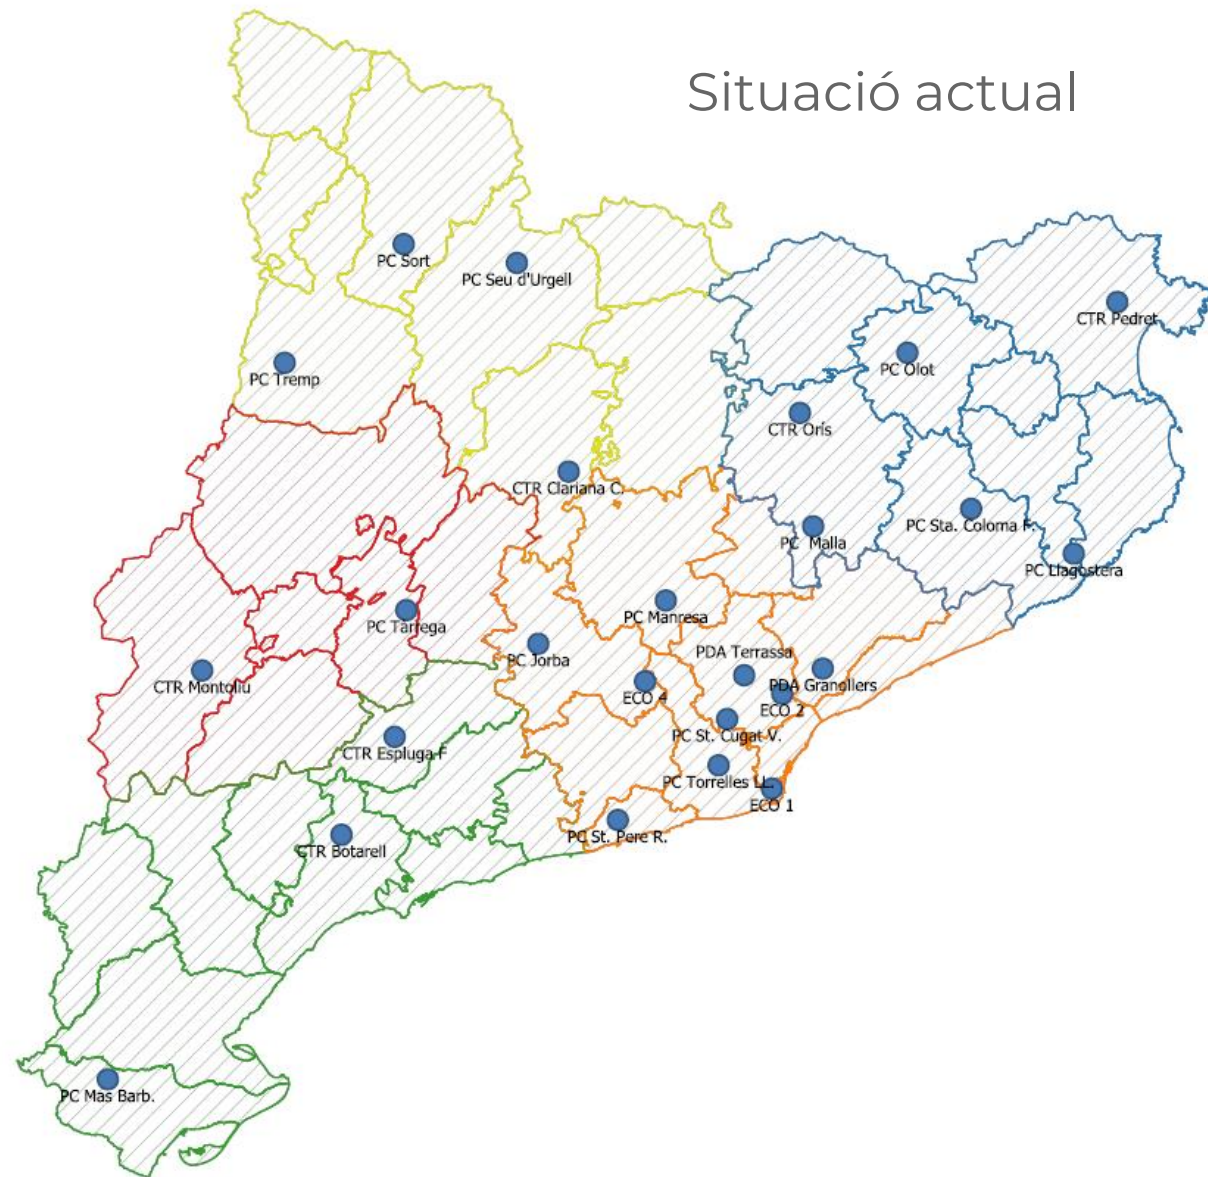 Situació actual
PC Sort
PC Seu d'Urgell
CTR Pedret
PC Olot
PC Tremp
CTR Orís
CTR Clariana C.
PC Sta. Coloma F.
PC Malla
PC Llagostera
PC Manresa
PC Tàrrega
PDA Terrassa
PC Jorba
CTR Montoliu
PDA Granollers
ECO 4
ECO 2
PC St. Cugat V.
CTR Espluga F
PC Torrelles LL.
ECO 1
PC St. Pere R.
CTR Botarell
PC Mas Barb.